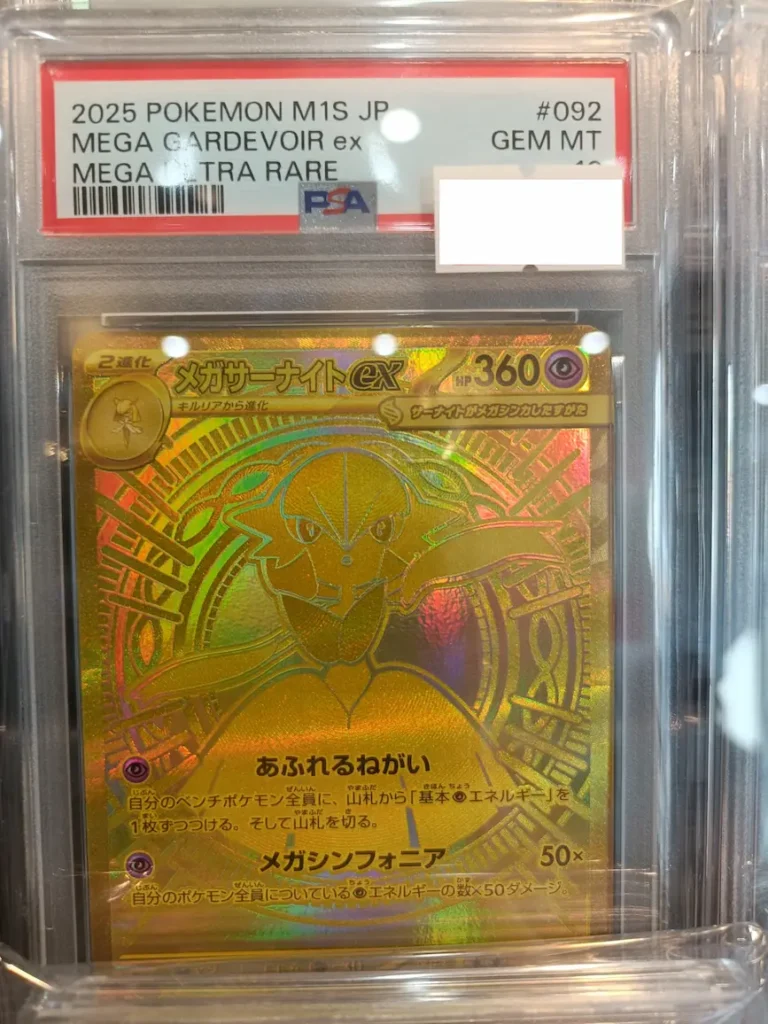 2025 POKEMON M1S JP
#092
MEGA GARDEVOIR ex
GEM MT
MEGA ULTRA RARE
10
PSA
2進化
メガサーナイトex
HP 360
キルリアから進化
サーナイトがメガシンカしたすがた
あふれるねがい
自分のベンチポケモン全員に、山札から「基本エネルギー」を
1枚ずつつける。そして山札を切る。
メガシンフォニア
50×
自分のポケモン全員についているエネルギーの数×50ダメージ。